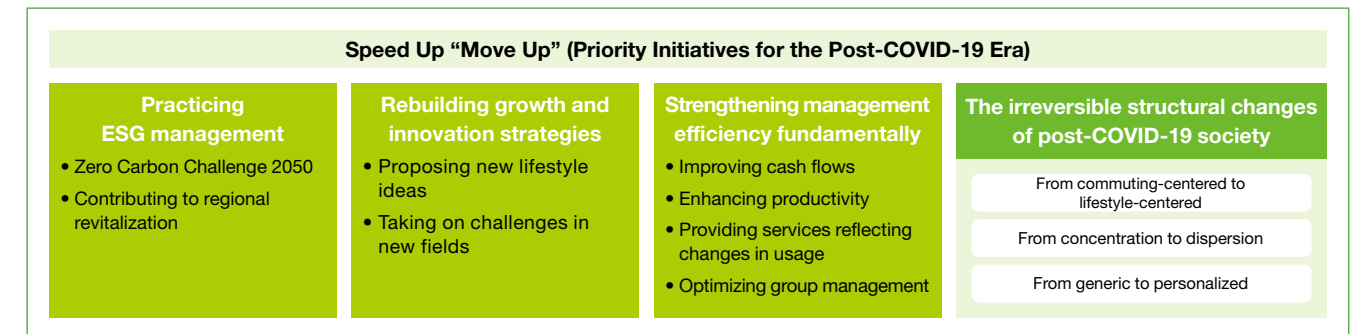 Speed Up “Move Up” (Priority Initiatives for the Post-COVID-19 Era)
Practicing
ESG management
• Zero Carbon Challenge 2050
• Contributing to regional
revitalization
Rebuilding growth and
innovation strategies
• Proposing new lifestyle
ideas
• Taking on challenges in
new fields
Strengthening management
efficiency fundamentally
• Improving cash flows
• Enhancing productivity
• Providing services reflecting
changes in usage
• Optimizing group management
The irreversible structural changes
of post-COVID-19 society
From commuting-centered to
lifestyle-centered
From concentration to dispersion
From generic to personalized